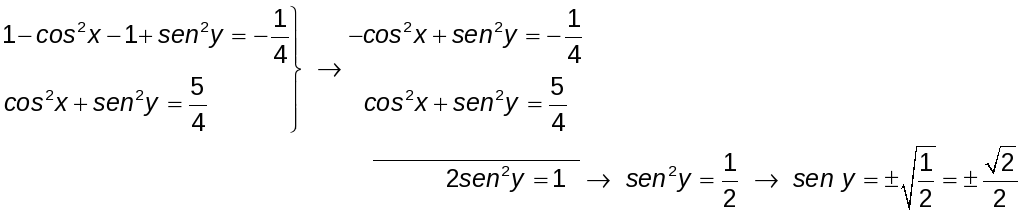 1−cos²x−1+sen²y=−1/4 } → −cos²x+sen²y=−1/4
cos²x+sen²y=5/4 cos²x+sen²y=5/4
2sen²y=1 → sen²y=1/2 → sen y=±√(1/2)=±√2/2